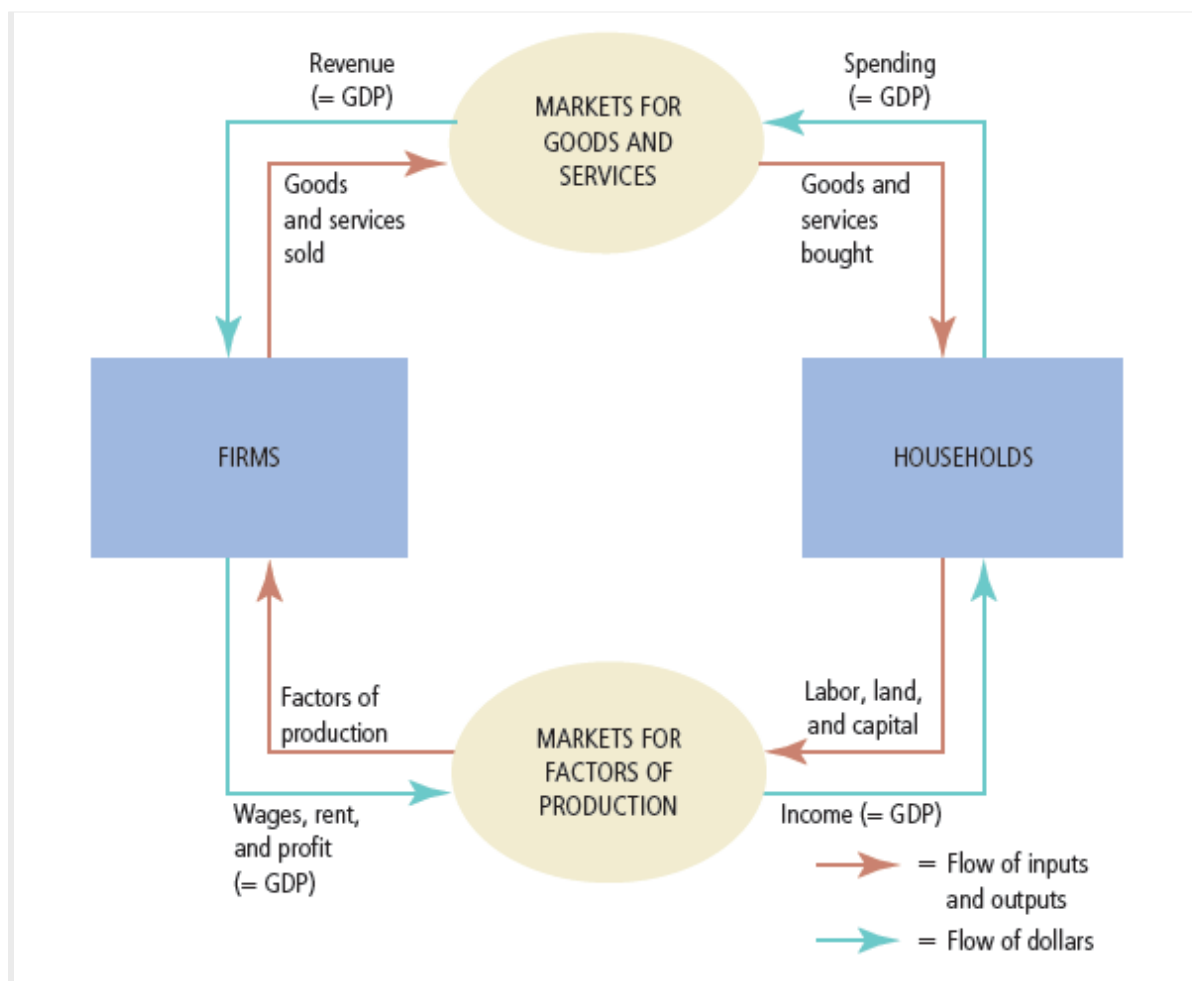 Revenue
(= GDP)
MARKETS FOR
GOODS AND
SERVICES
Spending
(= GDP)
Goods
and services
sold
Goods and
services
bought
FIRMS
HOUSEHOLDS
Factors of
production
MARKETS FOR
FACTORS OF
PRODUCTION
Labor, land,
and capital
Wages, rent,
and profit
(= GDP)
Income (= GDP)
= Flow of inputs
and outputs
= Flow of dollars